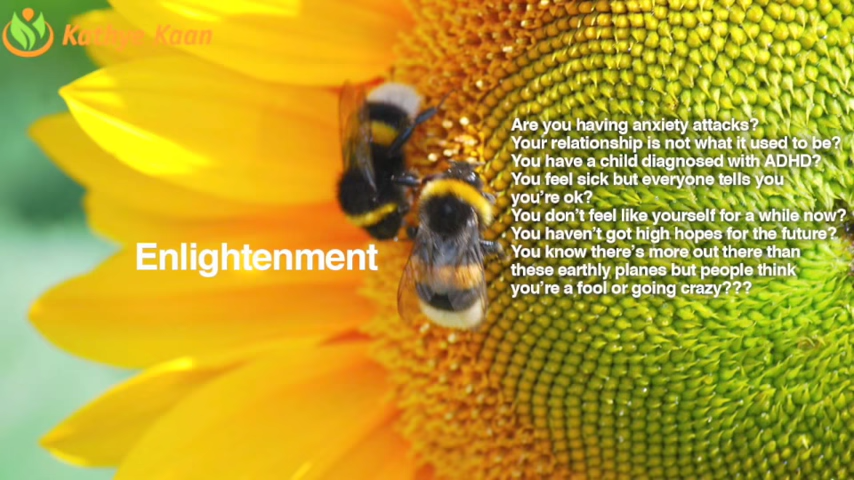 Kathye Kaan
Are you having anxiety attacks?
Your relationship is not what it used to be?
You have a child diagnosed with ADHD?
You feel sick but everyone tells you
you're ok?
You don't feel like yourself for a while now?
You haven't got high hopes for the future?
You know there's more out there than
these earthly planes but people think
you're a fool or going crazy???
Enlightenment